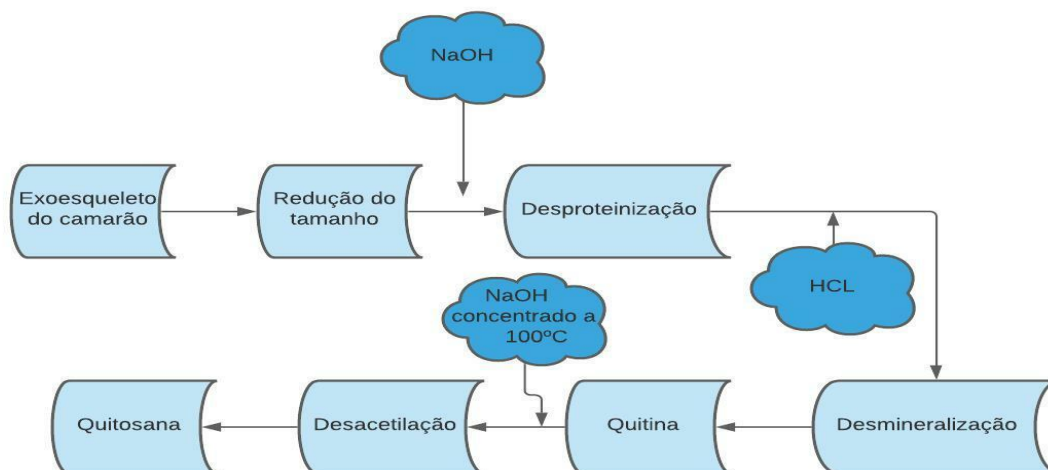 NaOH
Exoesqueleto
do camarão
Redução do
tamanho
Desproteinização
HCL
NaOH
concentrado a
100ºC
Quitosana
Desacetilação
Quitina
Desmineralização